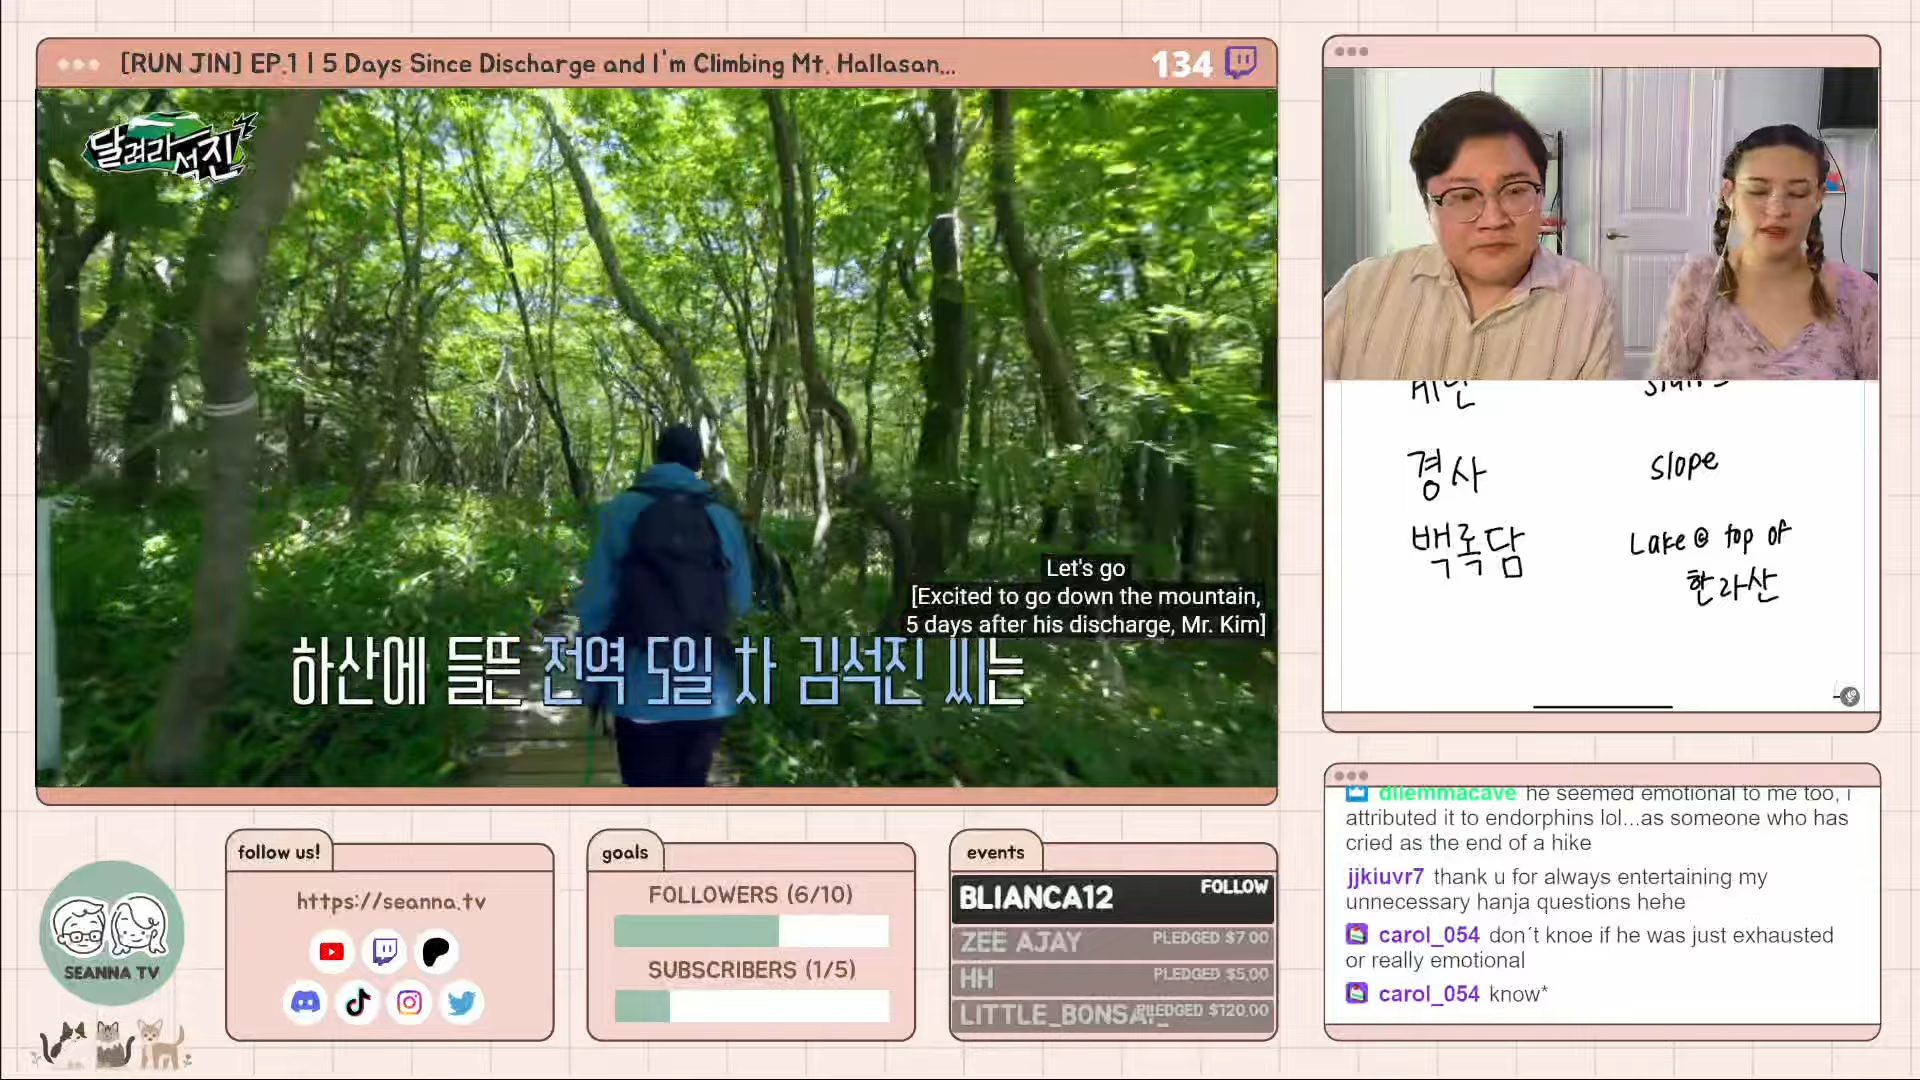 [RUN JIN] EP.1 | 5 Days Since Discharge and I'm Climbing Mt. Hallasan...
134
달려라
석진
Let's go
[Excited to go down the mountain,
5 days after his discharge, Mr. Kim]
하산에 들뜬 전역 5일 차 김석진 씨는
경사 slope
백록담 Lake @ top of
한라산
dilemmacave he seemed emotional to me too, i
attributed it to endorphins lol...as someone who has
cried as the end of a hike
jjkiuvr7 thank u for always entertaining my
unnecessary hanja questions hehe
carol_054 don´t knoe if he was just exhausted
or really emotional
carol_054 know*
SEANNA TV
follow us!
https://seanna.tv
goals
FOLLOWERS (6/10)
SUBSCRIBERS (1/5)
events
BLIANCA12 FOLLOW
ZEE AJAY PLEDGED $7.00
HH PLEDGED $5.00
PLEDGED $120.00